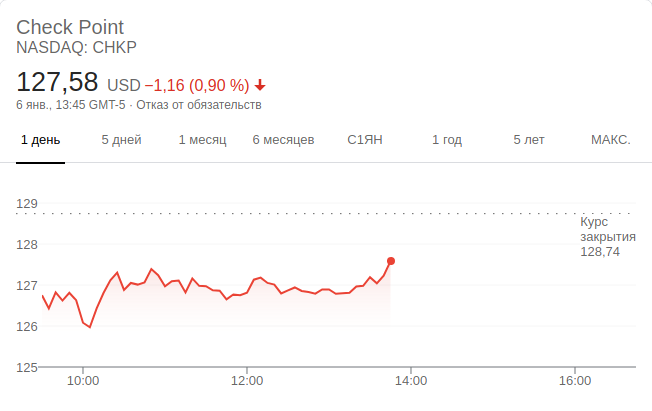 Check Point
NASDAQ: CHKP
127,58 USD −1,16 (0,90 %)
6 янв., 13:45 GMT-5 · Отказ от обязательств
1 день 5 дней 1 месяц 6 месяцев С1ЯН 1 год 5 лет МАКС.
129
Курс
закрытия
128,74
128
127
126
125
10:00 12:00 14:00 16:00